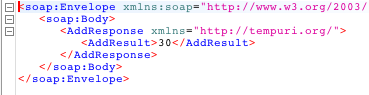 <soap:Envelope xmlns:soap="http://www.w3.org/2003/
<soap:Body>
<AddResponse xmlns="http://tempuri.org/">
<AddResult>30</AddResult>
</AddResponse>
</soap:Body>
</soap:Envelope>